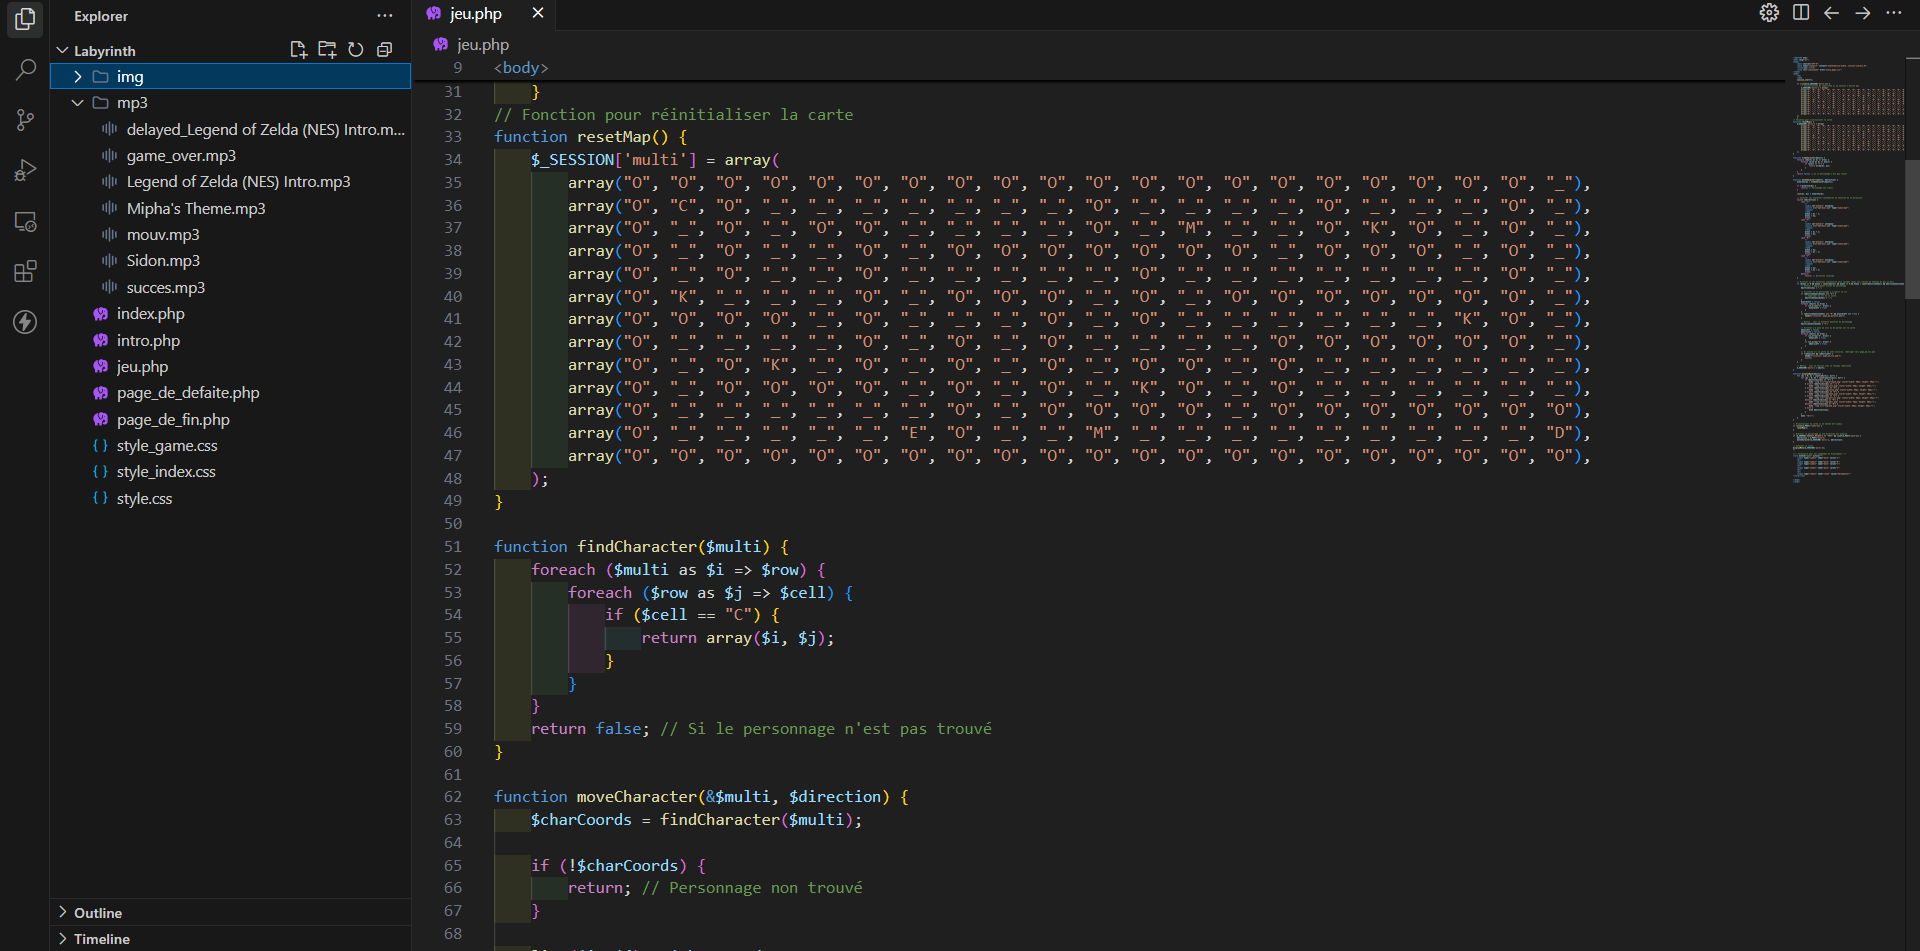 Explorer
Labyrinth
img
mp3
delayed_Legend of Zelda (NES) Intro.m...
game_over.mp3
Legend of Zelda (NES) Intro.mp3
Mipha's Theme.mp3
mouv.mp3
Sidon.mp3
succes.mp3
index.php
intro.php
jeu.php
page_de_defaite.php
page_de_fin.php
style_game.css
style_index.css
style.css
Outline
Timeline
jeu.php
jeu.php
9 <body>
31 }
32 // Fonction pour réinitialiser la carte
33 function resetMap() {
34 $_SESSION['multi'] = array(
35 array("O", "O", "O", "O", "O", "O", "O", "O", "O", "O", "O", "O", "O", "O", "O", "O", "O", "O", "O", "O", "_"),
36 array("O", "C", "O", "_", "_", "_", "_", "_", "_", "_", "O", "_", "_", "_", "_", "O", "_", "_", "_", "O", "_"),
37 array("O", "_", "O", "_", "O", "O", "_", "_", "_", "_", "O", "_", "M", "_", "_", "O", "K", "O", "_", "O", "_"),
38 array("O", "_", "O", "_", "_", "O", "_", "O", "O", "O", "O", "O", "O", "O", "_", "O", "O", "O", "_", "O", "_"),
39 array("O", "_", "O", "_", "_", "O", "_", "_", "_", "_", "_", "O", "_", "_", "_", "_", "_", "_", "_", "O", "_"),
40 array("O", "K", "_", "_", "_", "O", "_", "O", "O", "O", "_", "O", "_", "O", "O", "O", "O", "O", "O", "O", "_"),
41 array("O", "O", "O", "O", "_", "O", "_", "O", "_", "O", "_", "O", "_", "O", "_", "_", "_", "_", "K", "O", "_"),
42 array("O", "_", "_", "_", "_", "O", "_", "O", "_", "O", "_", "_", "_", "_", "O", "O", "O", "O", "O", "O", "_"),
43 array("O", "_", "O", "K", "_", "O", "_", "O", "_", "O", "_", "O", "O", "_", "O", "_", "_", "_", "_", "_", "_"),
44 array("O", "_", "O", "O", "O", "O", "_", "O", "_", "O", "_", "K", "O", "_", "O", "_", "_", "_", "_", "_", "_"),
45 array("O", "_", "_", "_", "_", "_", "_", "O", "_", "O", "O", "O", "O", "_", "O", "O", "O", "O", "O", "O", "O"),
46 array("O", "_", "_", "_", "_", "_", "E", "O", "_", "_", "M", "_", "_", "_", "_", "_", "_", "_", "_", "_", "D"),
47 array("O", "O", "O", "O", "O", "O", "O", "O", "O", "O", "O", "O", "O", "O", "O", "O", "O", "O", "O", "O", "O"),
48 );
49 }
50
51 function findCharacter($multi) {
52 foreach ($multi as $i => $row) {
53 foreach ($row as $j => $cell) {
54 if ($cell == "C") {
55 return array($i, $j);
56 }
57 }
58 }
59 return false; // Si le personnage n'est pas trouvé
60 }
61
62 function moveCharacter(&$multi, $direction) {
63 $charCoords = findCharacter($multi);
64
65 if (!$charCoords) {
66 return; // Personnage non trouvé
67 }
68